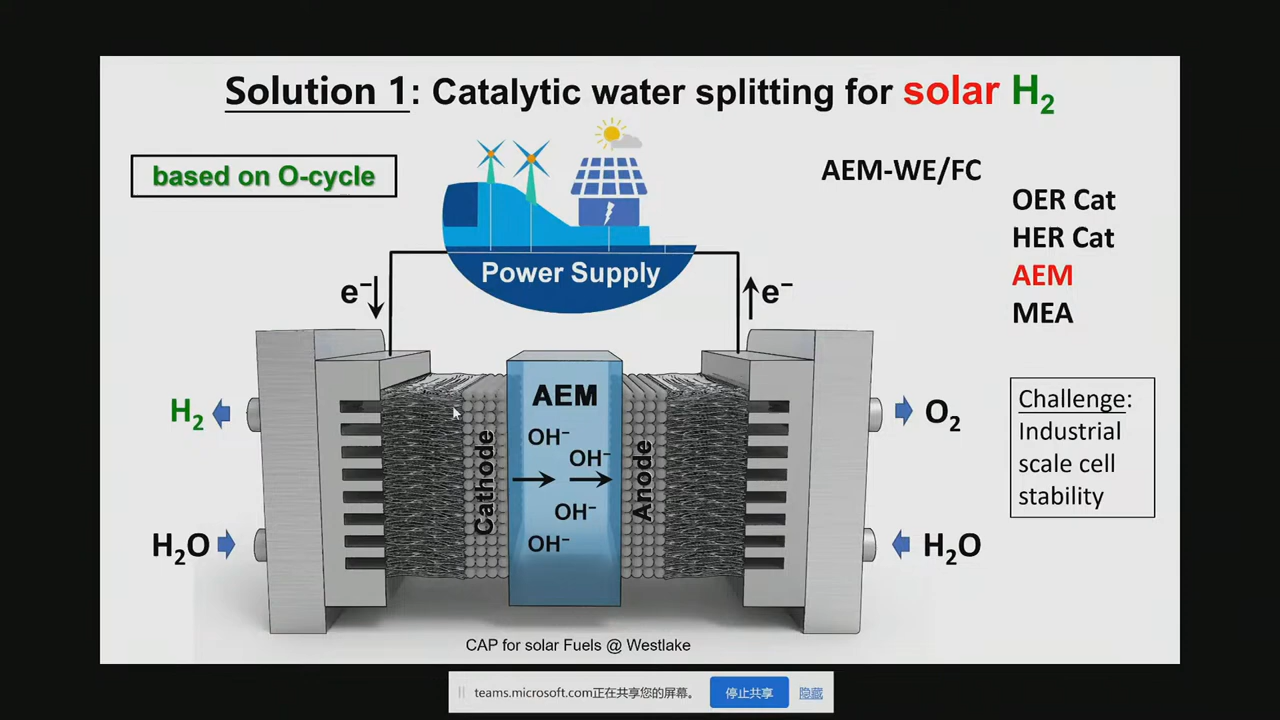 Solution 1: Catalytic water splitting for solar H₂
based on O-cycle
AEM-WE/FC
OER Cat
HER Cat
AEM
MEA
Power Supply
e⁻
e⁻
AEM
OH⁻
OH⁻
OH⁻
OH⁻
Cathode
Anode
H₂
O₂
H₂O
H₂O
Challenge:
Industrial
scale cell
stability
CAP for solar Fuels @ Westlake
teams.microsoft.com正在共享您的屏幕。
停止共享
隐藏